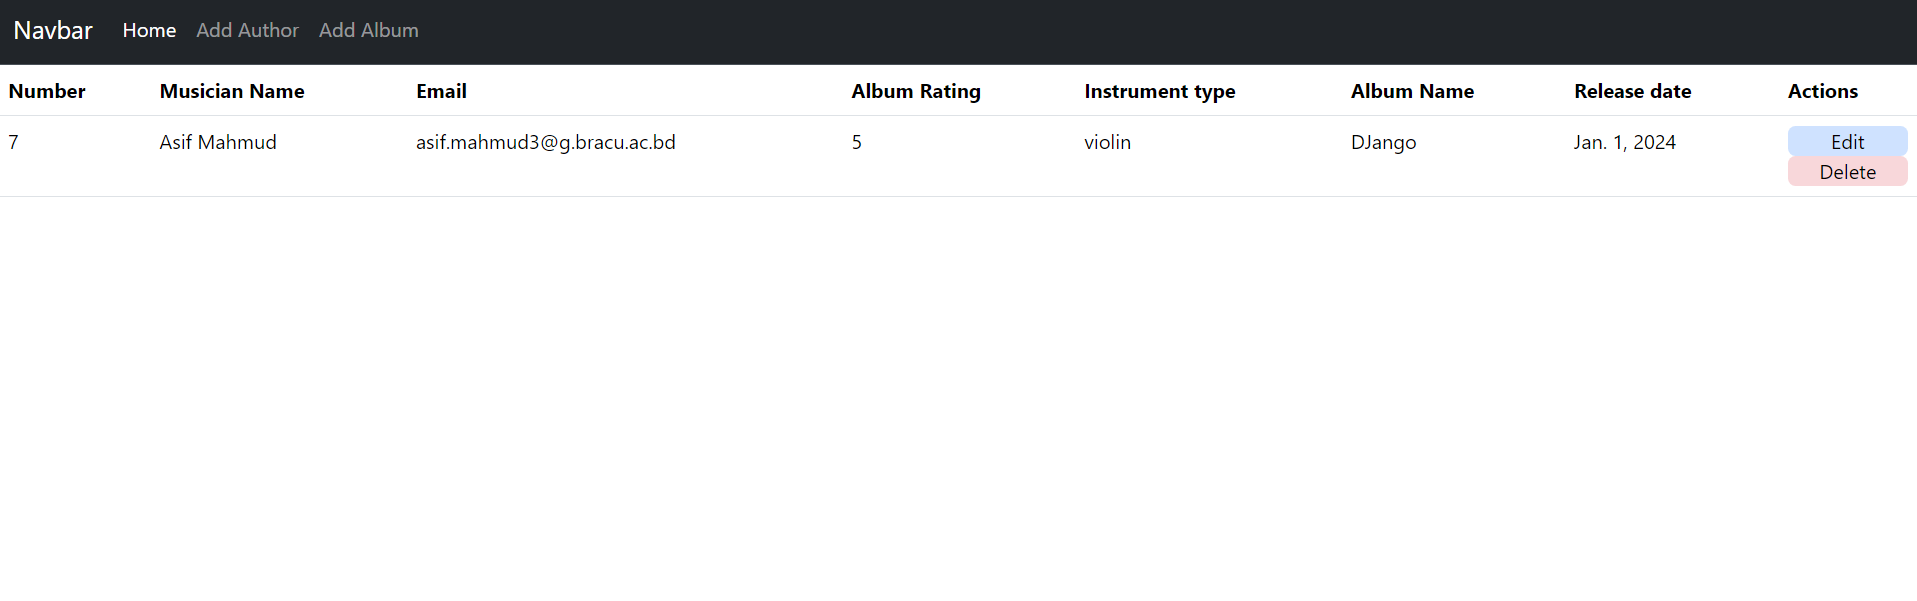 Navbar Home Add Author Add Album
Number Musician Name Email Album Rating Instrument type Album Name Release date Actions
7 Asif Mahmud asif.mahmud3@g.bracu.ac.bd 5 violin DJango Jan. 1, 2024 Edit
Delete